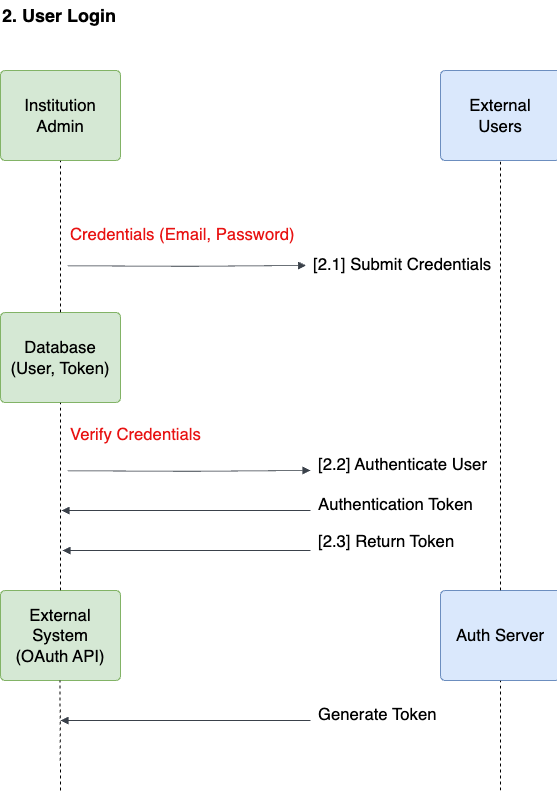 2. User Login
Institution
Admin
External
Users
Credentials (Email, Password)
[2.1] Submit Credentials
Database
(User, Token)
Verify Credentials
[2.2] Authenticate User
Authentication Token
[2.3] Return Token
External
System
(OAuth API)
Auth Server
Generate Token